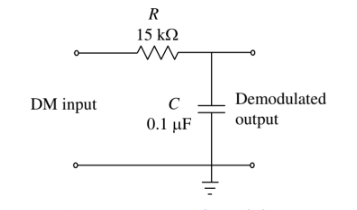 R
15 kΩ
DM input
C
0.1 μF
Demodulated
output